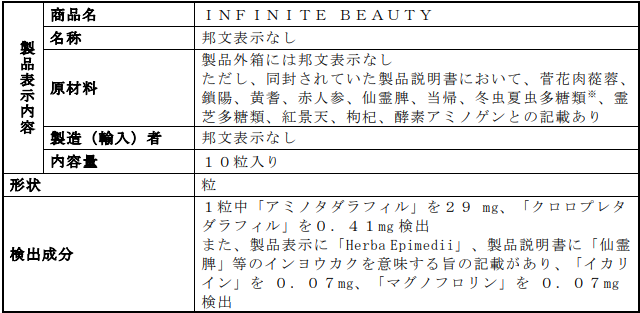 製品表示内容
商品名
ＩＮＦＩＮＩＴＥ ＢＥＡＵＴＹ
名称
邦文表示なし
原材料
製品外箱には邦文表示なし
ただし、同封されていた製品説明書において、菅花肉蓯蓉、
鎖陽、黄耆、赤人参、仙霊脾、当帰、冬虫夏虫多糖類※、霊
芝多糖類、紅景天、枸杞、酵素アミノゲンとの記載あり
製造（輸入）者
邦文表示なし
内容量
１０粒入り
形状
粒
検出成分
１粒中「アミノタダラフィル」を２９ mg、「クロロプレタ
ダラフィル」を０．４１mg 検出
また、製品表示に「Herba Epimedii」、製品説明書に「仙霊
脾」等のインヨウカクを意味する旨の記載があり、「イカリ
イン」を ０．０７mg、「マグノフロリン」を ０．０７mg
検出